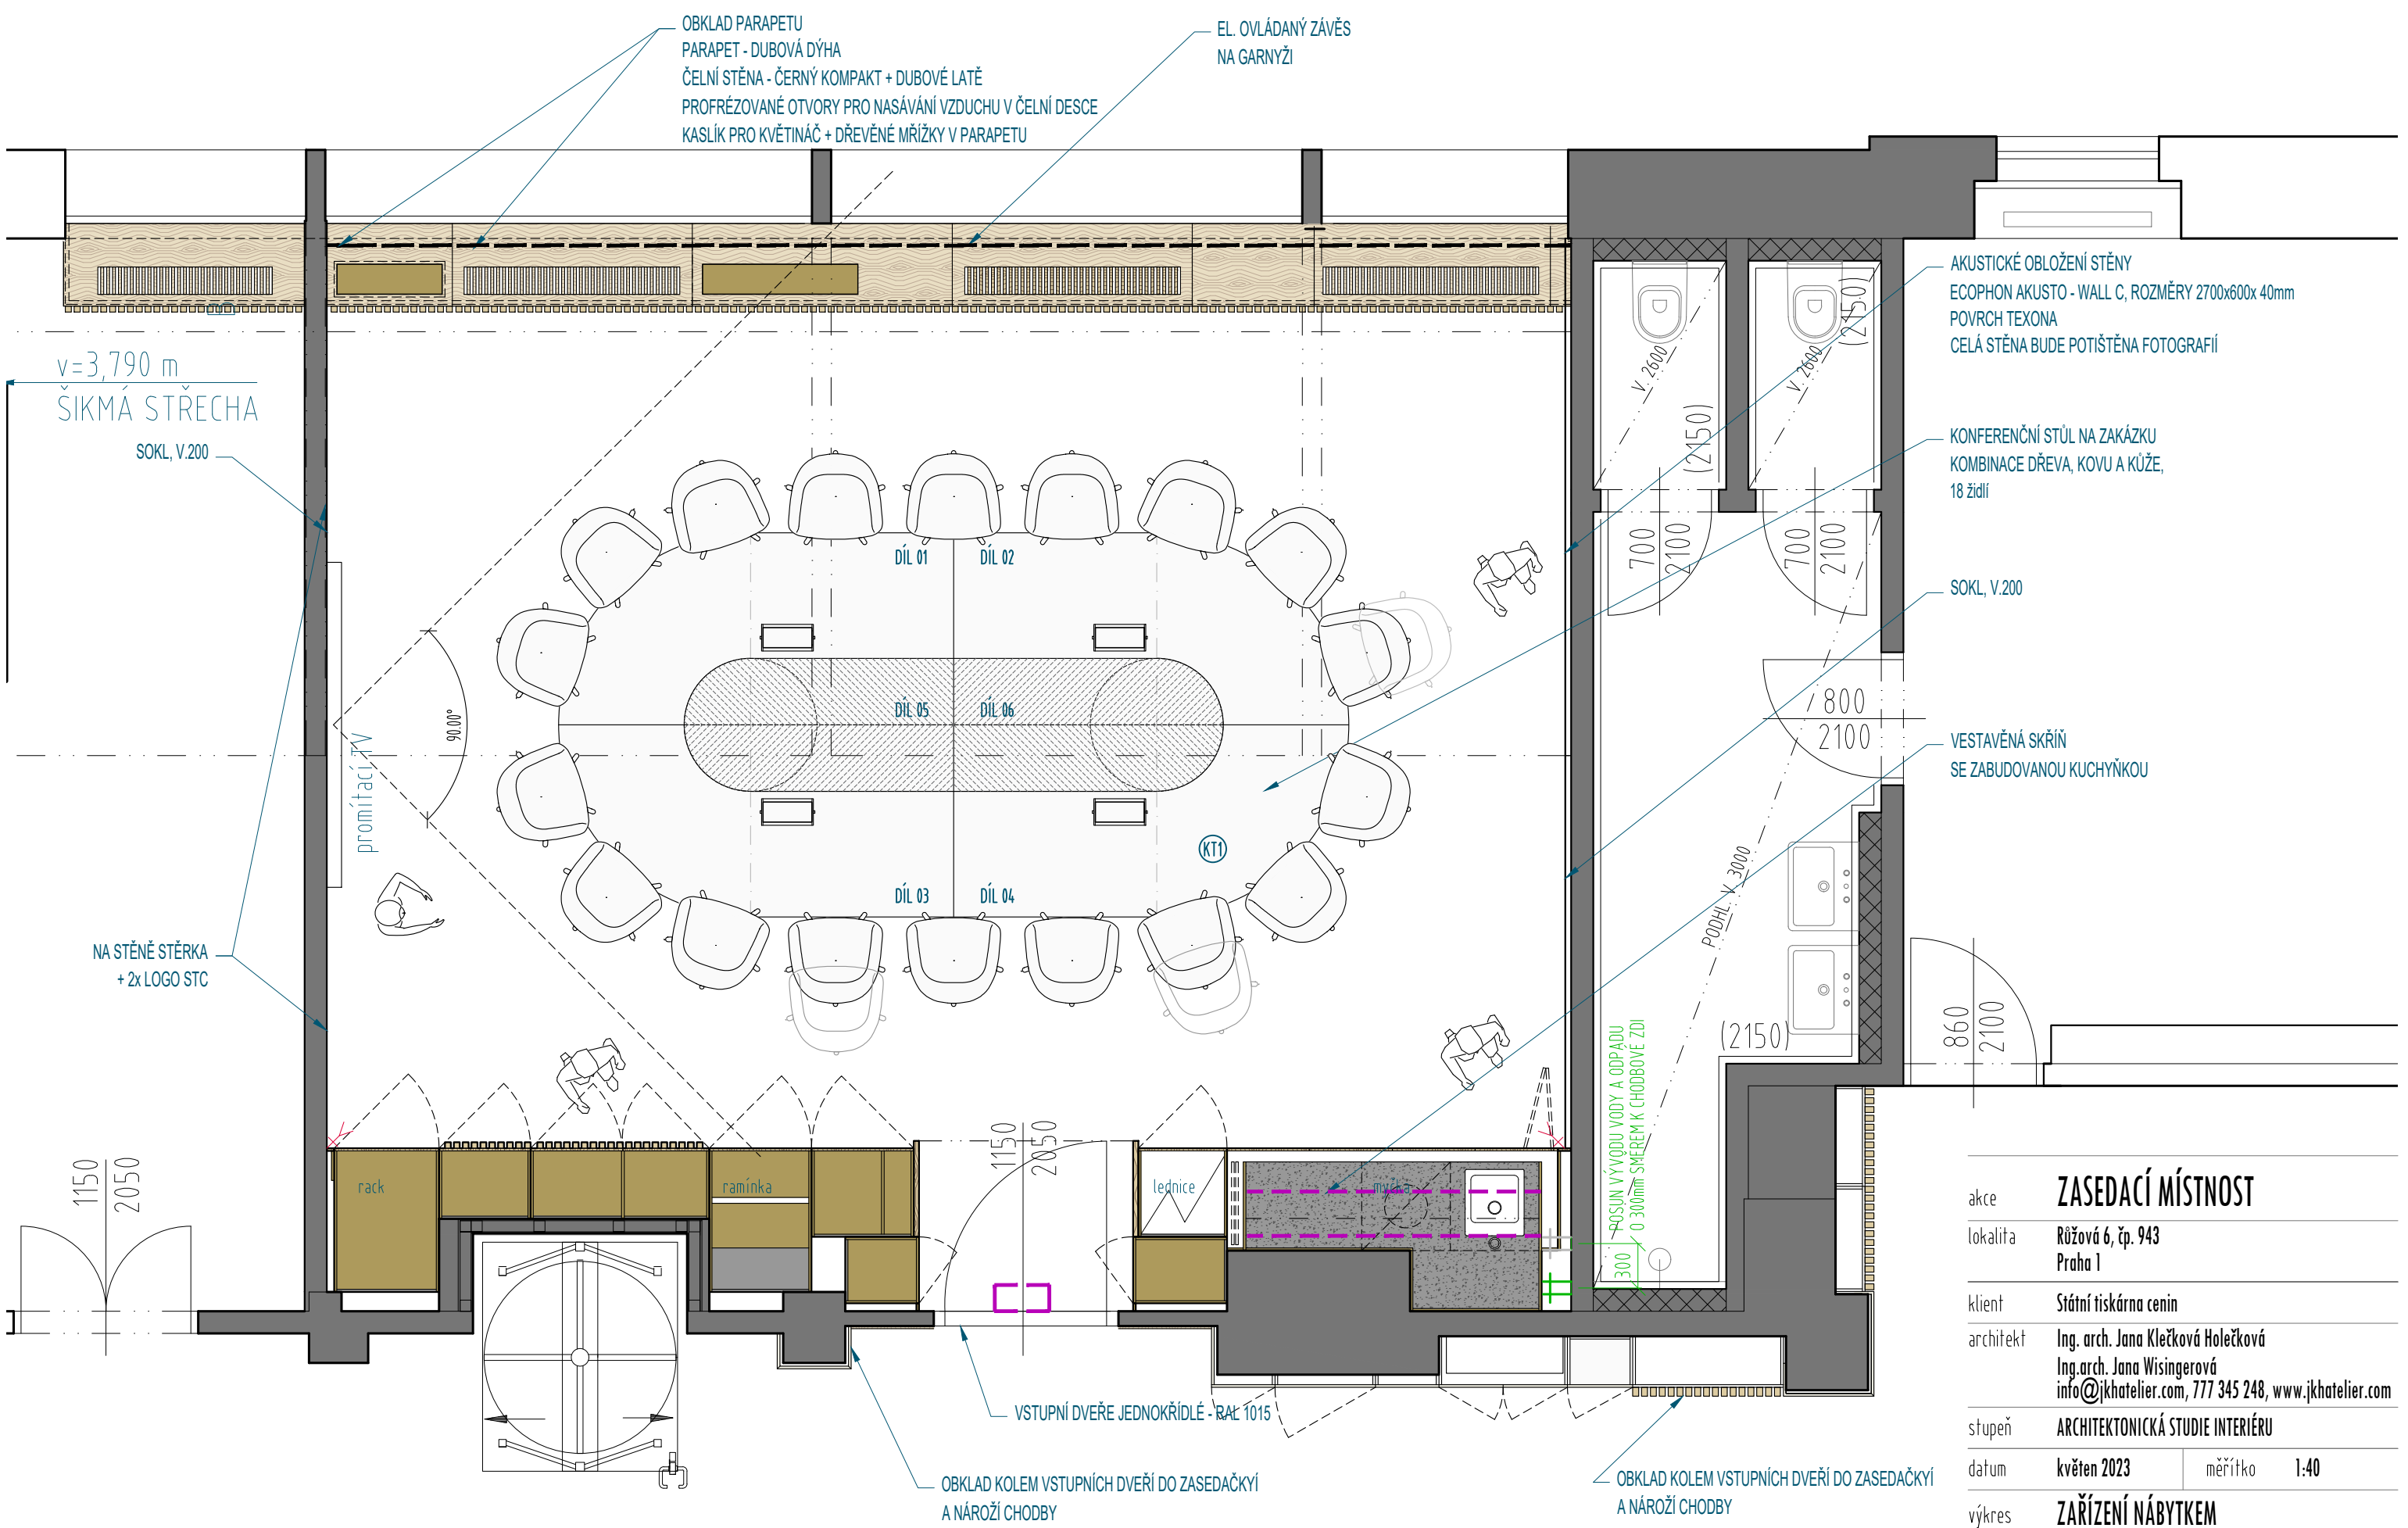 OBKLAD PARAPETU
PARAPET - DUBOVÁ DÝHA
ČELNÍ STĚNA - ČERNÝ KOMPAKT + DUBOVÉ LATĚ
PROFRÉZOVANÉ OTVORY PRO NASÁVÁNÍ VZDUCHU V ČELNÍ DESCE
KASLÍK PRO KVĚTINÁČ + DŘEVĚNÉ MŘÍŽKY V PARAPETU
EL. OVLÁDANÝ ZÁVĚS
NA GARNYŽI
AKUSTICKÉ OBLOŽENÍ STĚNY
ECOPHON AKUSTO - WALL C, ROZMĚRY 2700x600x 40mm
POVRCH TEXONA
CELÁ STĚNA BUDE POTIŠTĚNA FOTOGRAFIÍ
v=3,790 m
ŠIKMÁ STŘECHA
SOKL, V.200
KONFERENČNÍ STŮL NA ZAKÁZKU
KOMBINACE DŘEVA, KOVU A KŮŽE,
18 židlí
V. 2600
V. 2600
(2150)
(2150)
700
2100
700
2100
DÍL 01
DÍL 02
SOKL, V.200
DÍL 05
DÍL 06
90.00°
promítací TV
800
2100
VESTAVĚNÁ SKŘÍŇ
SE ZABUDOVANOU KUCHYŇKOU
KT1
DÍL 03
DÍL 04
PODHL. V. 3000
NA STĚNĚ STĚRKA
+ 2x LOGO STC
(2150)
860
2100
POSUN VÝVODU VODY A ODPADU
O 300mm SMĚREM K CHODBOVÉ ZDI
300
1150
2050
1150
2050
rack
ramínka
lednice
myčka
VSTUPNÍ DVEŘE JEDNOKŘÍDLÉ - RAL 1015
OBKLAD KOLEM VSTUPNÍCH DVEŘÍ DO ZASEDAČKYÍ
A NÁROŽÍ CHODBY
OBKLAD KOLEM VSTUPNÍCH DVEŘÍ DO ZASEDAČKYÍ
A NÁROŽÍ CHODBY
akce ZASEDACÍ MÍSTNOST
lokalita Růžová 6, čp. 943
Praha 1
klient Státní tiskárna cenin
architekt Ing. arch. Jana Klečková Holečková
Ing.arch. Jana Wisingerová
info@jkhatelier.com, 777 345 248, www.jkhatelier.com
stupeň ARCHITEKTONICKÁ STUDIE INTERIÉRU
datum květen 2023 měřítko 1:40
výkres ZAŘÍZENÍ NÁBYTKEM